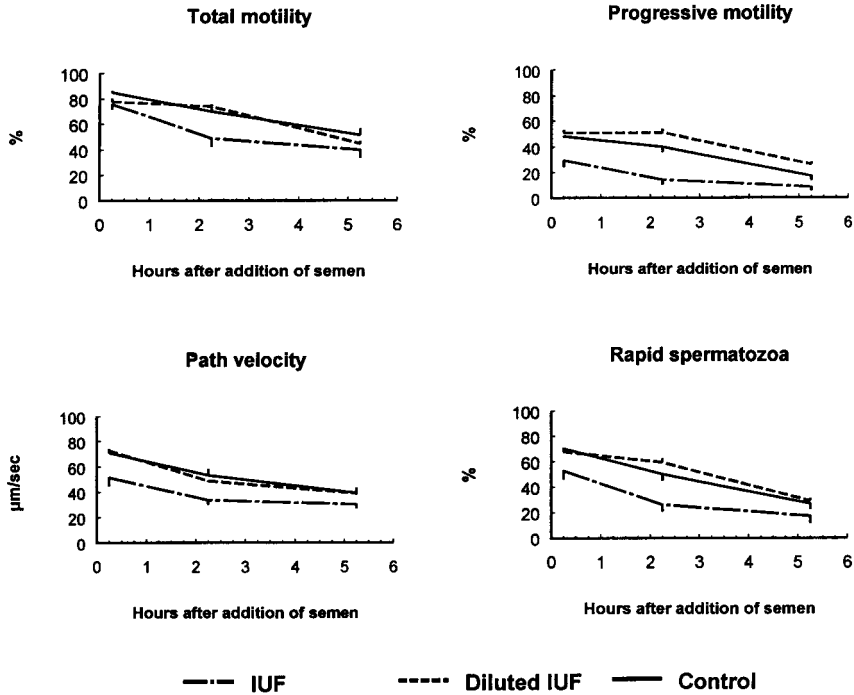 Total motility
Progressive motility
100
80
60
40
20
0
%
0 1 2 3 4 5 6
Hours after addition of semen
100
80
60
40
20
0
%
0 1 2 3 4 5 6
Hours after addition of semen
Path velocity
Rapid spermatozoa
100
80
60
40
20
0
µm/sec
0 1 2 3 4 5 6
Hours after addition of semen
100
80
60
40
20
0
%
0 1 2 3 4 5 6
Hours after addition of semen
IUF Diluted IUF Control